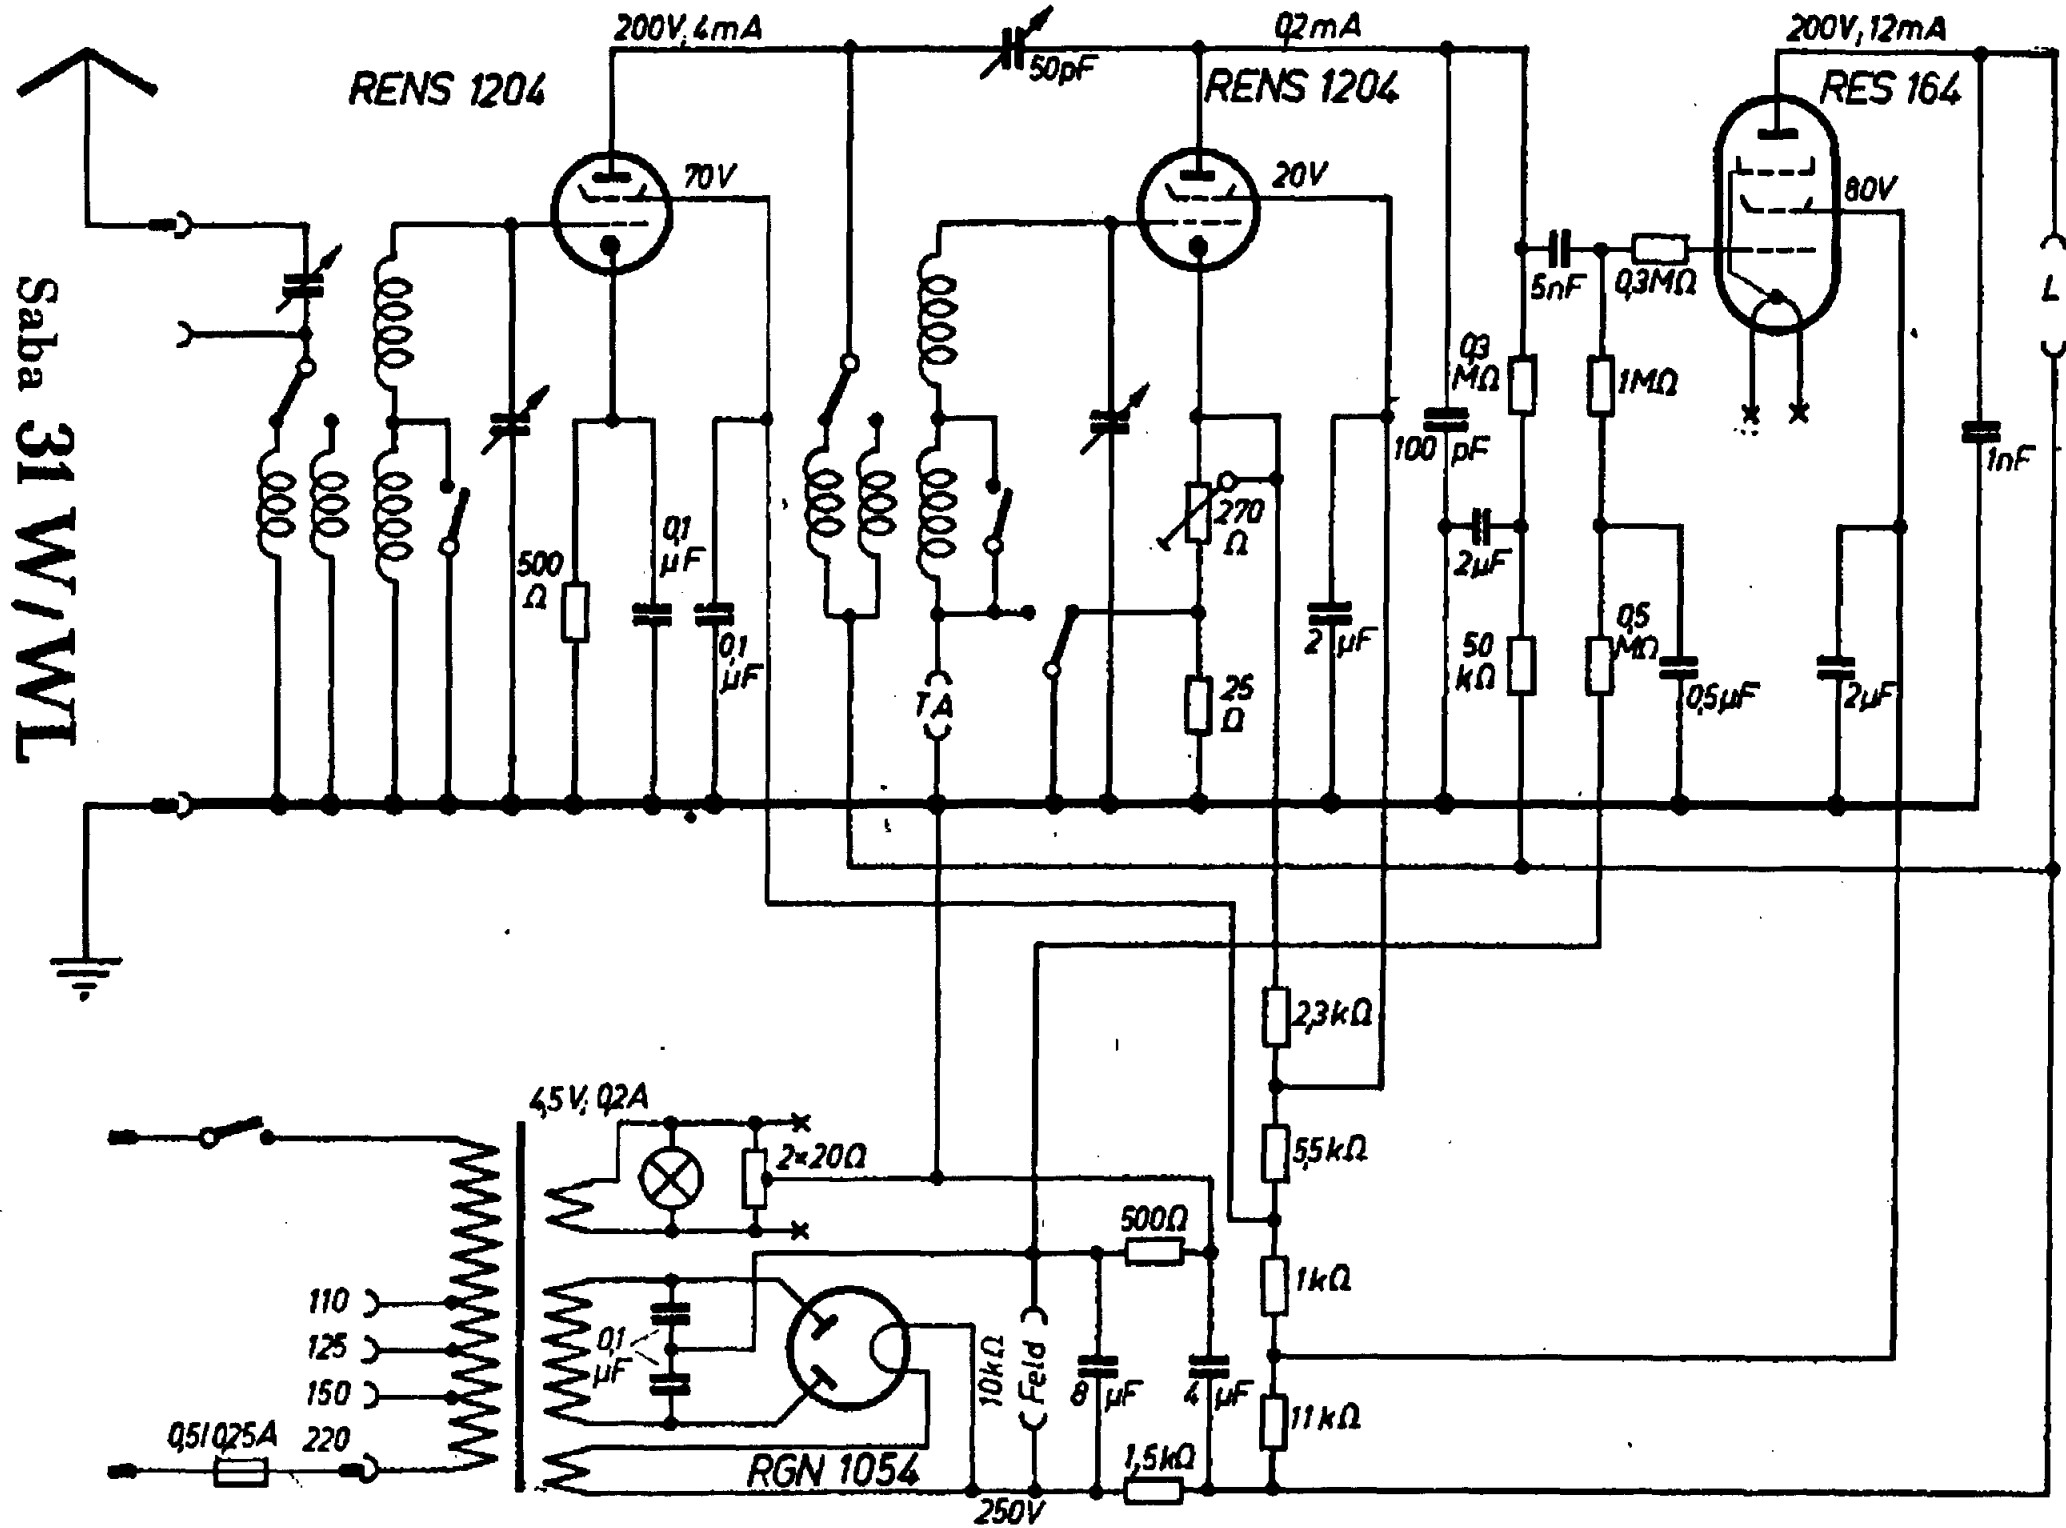 200V, 4mA
0,2mA
200V, 12mA
RENS 1204
50pF
RENS 1204
RES 164
70V
20V
80V
Saba 31 W/WL
5nF
0,3MΩ
L
0,3
MΩ
1MΩ
100 pF
1nF
270
Ω
500
Ω
0,1
µF
2µF
0,1
µF
2 µF
50
kΩ
0,5
MΩ
TA
25
Ω
0,5µF
2µF
2,3kΩ
4,5V, 0,2A
2×20Ω
5,5kΩ
500Ω
1kΩ
110
125
150
220
0,1
µF
10kΩ
Feld
8 µF
4 µF
11kΩ
0,5/0,25A
RGN 1054
1,5kΩ
250V